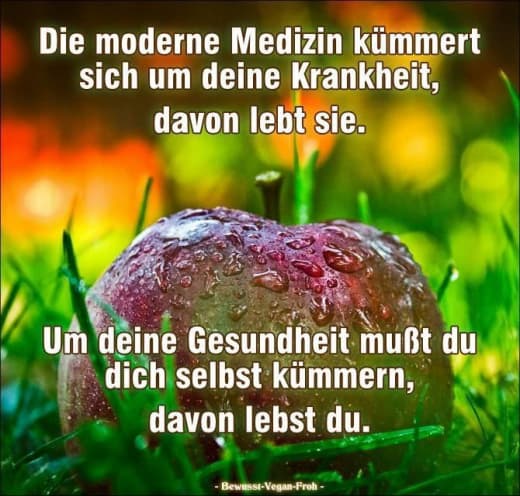 Die moderne Medizin kümmert
sich um deine Krankheit,
davon lebt sie.
Um deine Gesundheit mußt du
dich selbst kümmern,
davon lebst du.
- Bewusst-Vegan-Froh -